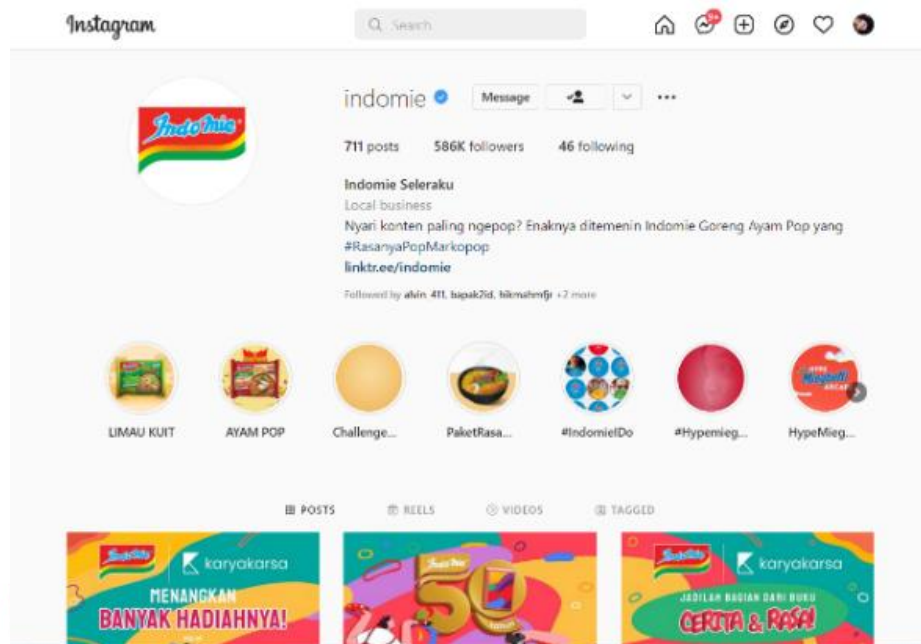 Instagram
Search
9+
Indomie
indomie
Message
711 posts 586K followers 46 following
Indomie Seleraku
Local business
Nyari konten paling ngepop? Enaknya ditemenin Indomie Goreng Ayam Pop yang
#RasanyaPopMarkopop
linktr.ee/indomie
Followed by alvin_411, bapak2id, hikmahmfjr +2 more
LIMAU KUIT AYAM POP Challenge... PaketRasa... #IndomieIDo #Hypemieg... HypeMieg...
POSTS REELS VIDEOS TAGGED
Indomie karyakarsa
MENANGKAN
BANYAK HADIAHNYA!
Indomie
50
tahun
Indomie karyakarsa
JADILAH BAGIAN DARI BUKU
CERITA & RASA!